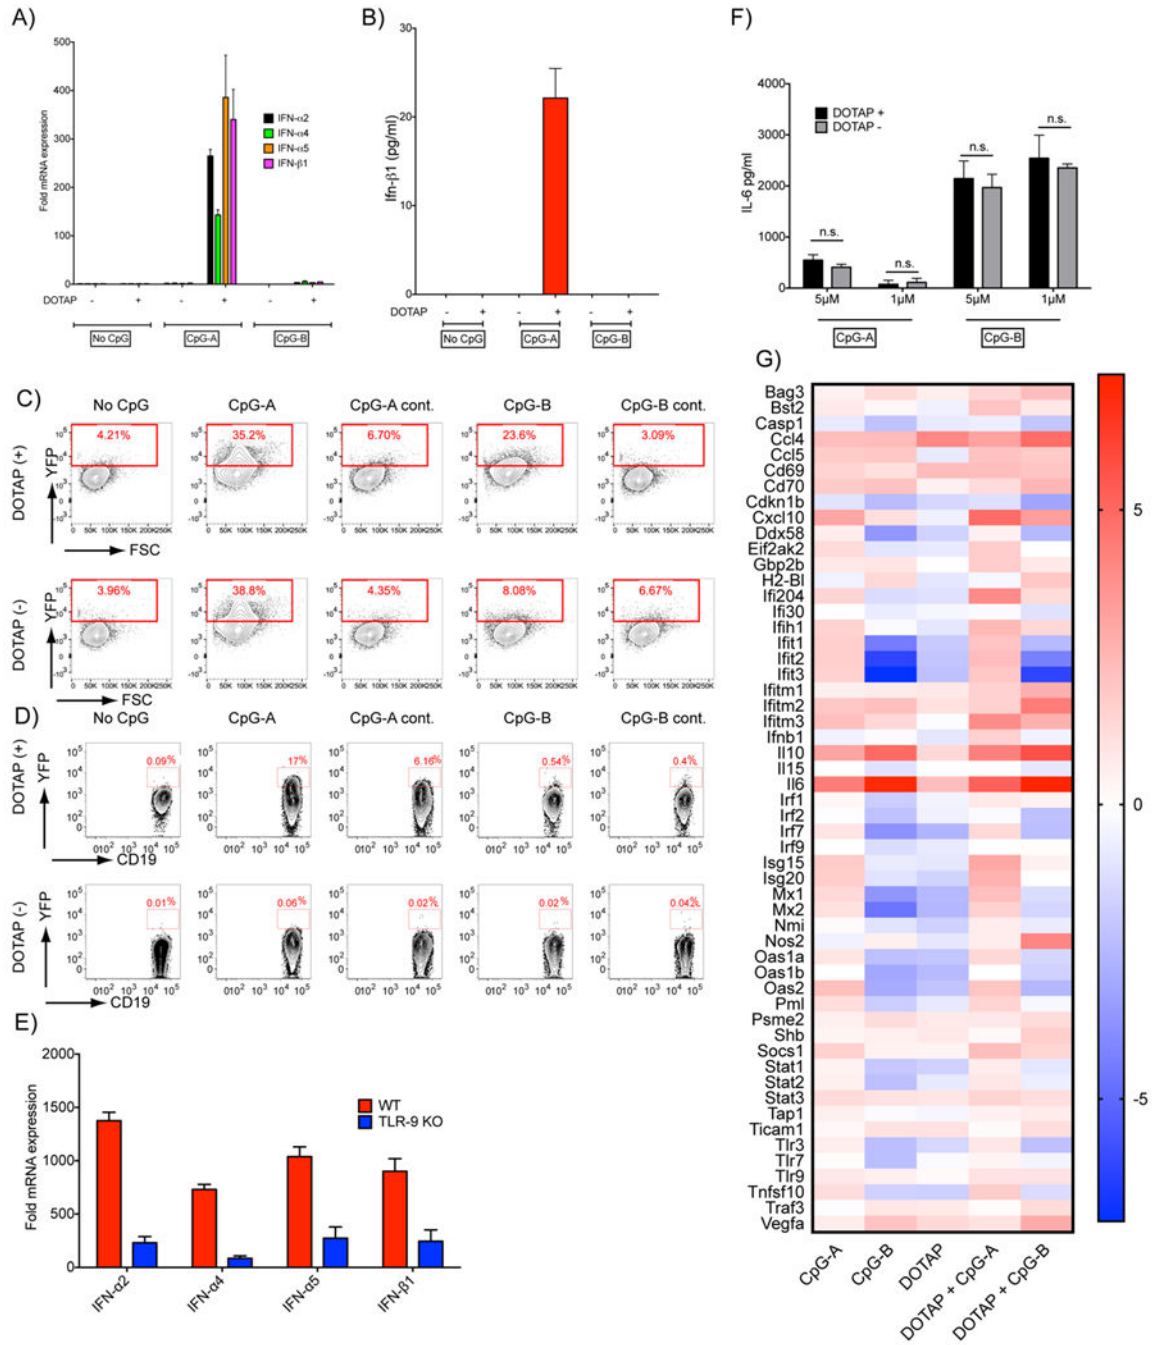 A)
Fold mRNA expression
500
400
300
200
100
0
IFN-α2
IFN-α4
IFN-α5
IFN-β1
DOTAP - + - + - +
No CpG CpG-A CpG-B
B)
Ifn-β1 (pg/ml)
30
20
10
0
DOTAP - + - + - +
No CpG CpG-A CpG-B
F)
IL-6 pg/ml
4000
3000
2000
1000
0
DOTAP +
DOTAP -
n.s. n.s. n.s. n.s.
5µM 1µM 5µM 1µM
CpG-A CpG-B
C)
No CpG CpG-A CpG-A cont. CpG-B CpG-B cont.
DOTAP (+)
YFP
4.21% 35.2% 6.70% 23.6% 3.09%
FSC
DOTAP (-)
YFP
3.96% 38.8% 4.35% 8.08% 6.67%
FSC
D)
No CpG CpG-A CpG-A cont. CpG-B CpG-B cont.
DOTAP (+)
YFP
0.09% 17% 6.16% 0.54% 0.4%
CD19
DOTAP (-)
YFP
0.01% 0.06% 0.02% 0.02% 0.04%
CD19
E)
Fold mRNA expression
2000
1500
1000
500
0
WT
TLR-9 KO
IFN-α2 IFN-α4 IFN-α5 IFN-β1
G)
Bag3
Bst2
Casp1
Ccl4
Ccl5
Cd69
Cd70
Cdkn1b
Cxcl10
Ddx58
Eif2ak2
Gbp2b
H2-Bl
Ifi204
Ifi30
Ifih1
Ifit1
Ifit2
Ifit3
Ifitm1
Ifitm2
Ifitm3
Ifnb1
Il10
Il15
Il6
Irf1
Irf2
Irf7
Irf9
Isg15
Isg20
Mx1
Mx2
Nmi
Nos2
Oas1a
Oas1b
Oas2
Pml
Psme2
Shb
Socs1
Stat1
Stat2
Stat3
Tap1
Ticam1
Tlr3
Tlr7
Tlr9
Tnfsf10
Traf3
Vegfa
CpG-A CpG-B DOTAP DOTAP + CpG-A DOTAP + CpG-B
5
0
-5